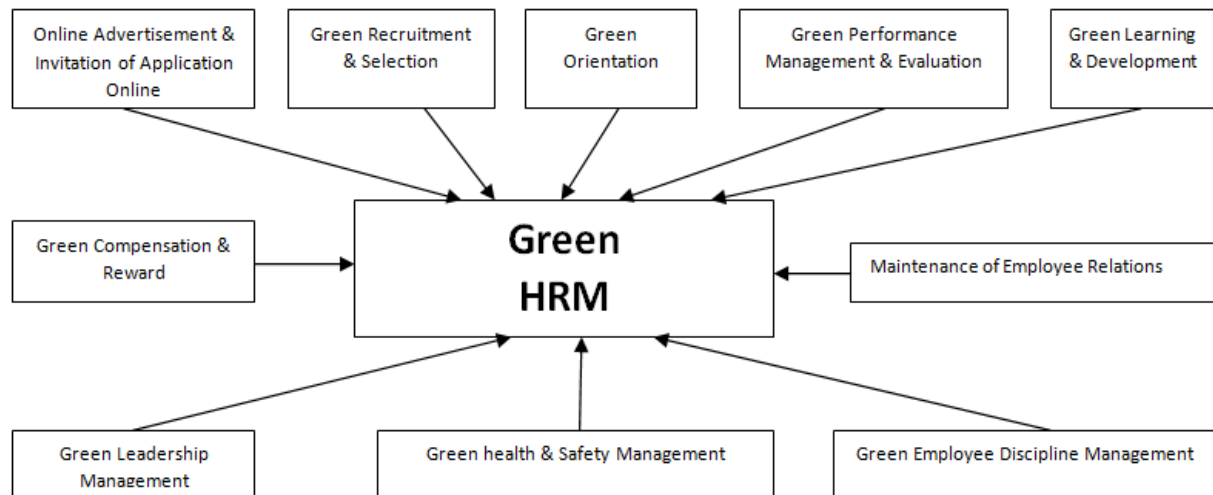 Online Advertisement &
Invitation of Application
Online
Green Recruitment
& Selection
Green
Orientation
Green Performance
Management & Evaluation
Green Learning
& Development
Green Compensation &
Reward
Green
HRM
Maintenance of Employee Relations
Green Leadership
Management
Green health & Safety Management
Green Employee Discipline Management